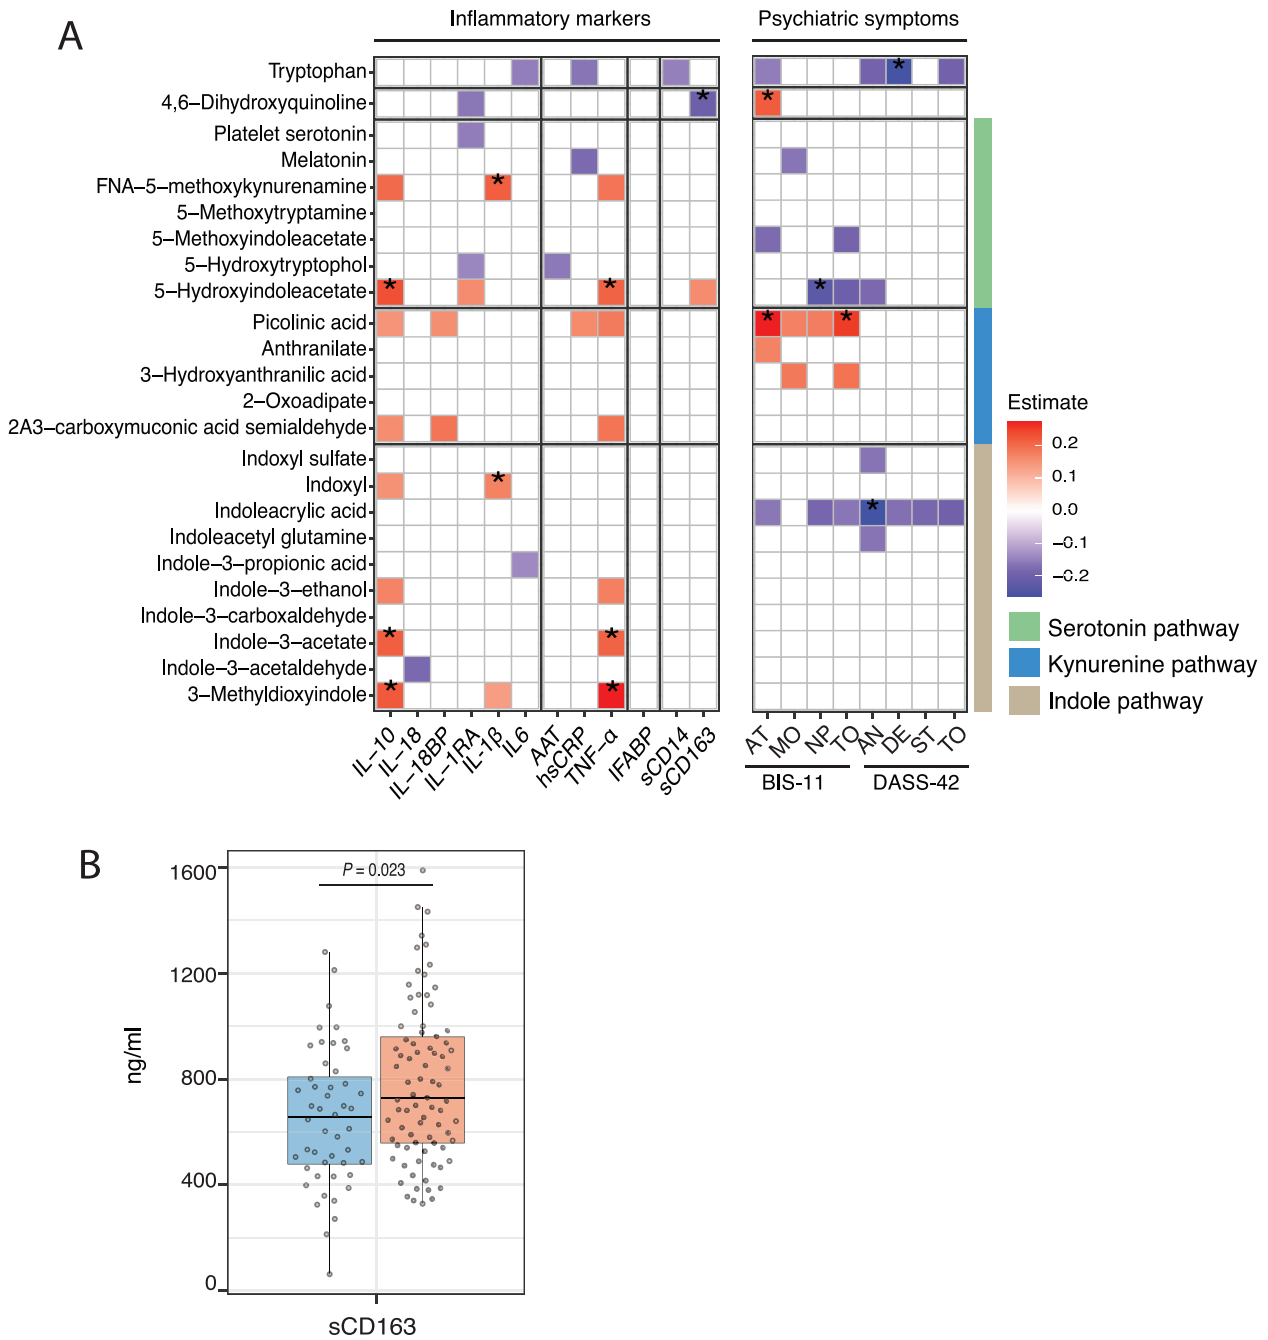 A
Inflammatory markers
Psychiatric symptoms
Tryptophan
4,6–Dihydroxyquinoline
Platelet serotonin
Melatonin
FNA–5–methoxykynurenamine
5–Methoxytryptamine
5–Methoxyindoleacetate
5–Hydroxytryptophol
5–Hydroxyindoleacetate
Picolinic acid
Anthranilate
3–Hydroxyanthranilic acid
2–Oxoadipate
2A3–carboxymuconic acid semialdehyde
Indoxyl sulfate
Indoxyl
Indoleacrylic acid
Indoleacetyl glutamine
Indole–3–propionic acid
Indole–3–ethanol
Indole–3–carboxaldehyde
Indole–3–acetate
Indole–3–acetaldehyde
3–Methyldioxyindole
* * * * * * * * * * * * * * * *
IL–10 IL–18 IL–18BP IL–1RA IL–1β IL6 AAT hsCRP TNF–α IFABP sCD14 sCD163
AT MO NP TO AN DE ST TO
BIS-11 DASS-42
Estimate
0.2
0.1
0.0
−0.1
−0.2
Serotonin pathway
Kynurenine pathway
Indole pathway
B
P = 0.023
1600
1200
800
400
0
ng/ml
sCD163